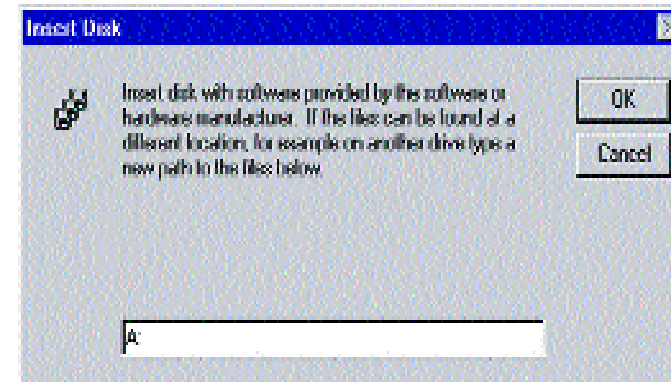 Insert Disk
Insert disk with software provided by the software or
hardware manufacturer. If the files can be found at a
different location, for example on another drive type a
new path to the files below.
OK
Cancel
A: